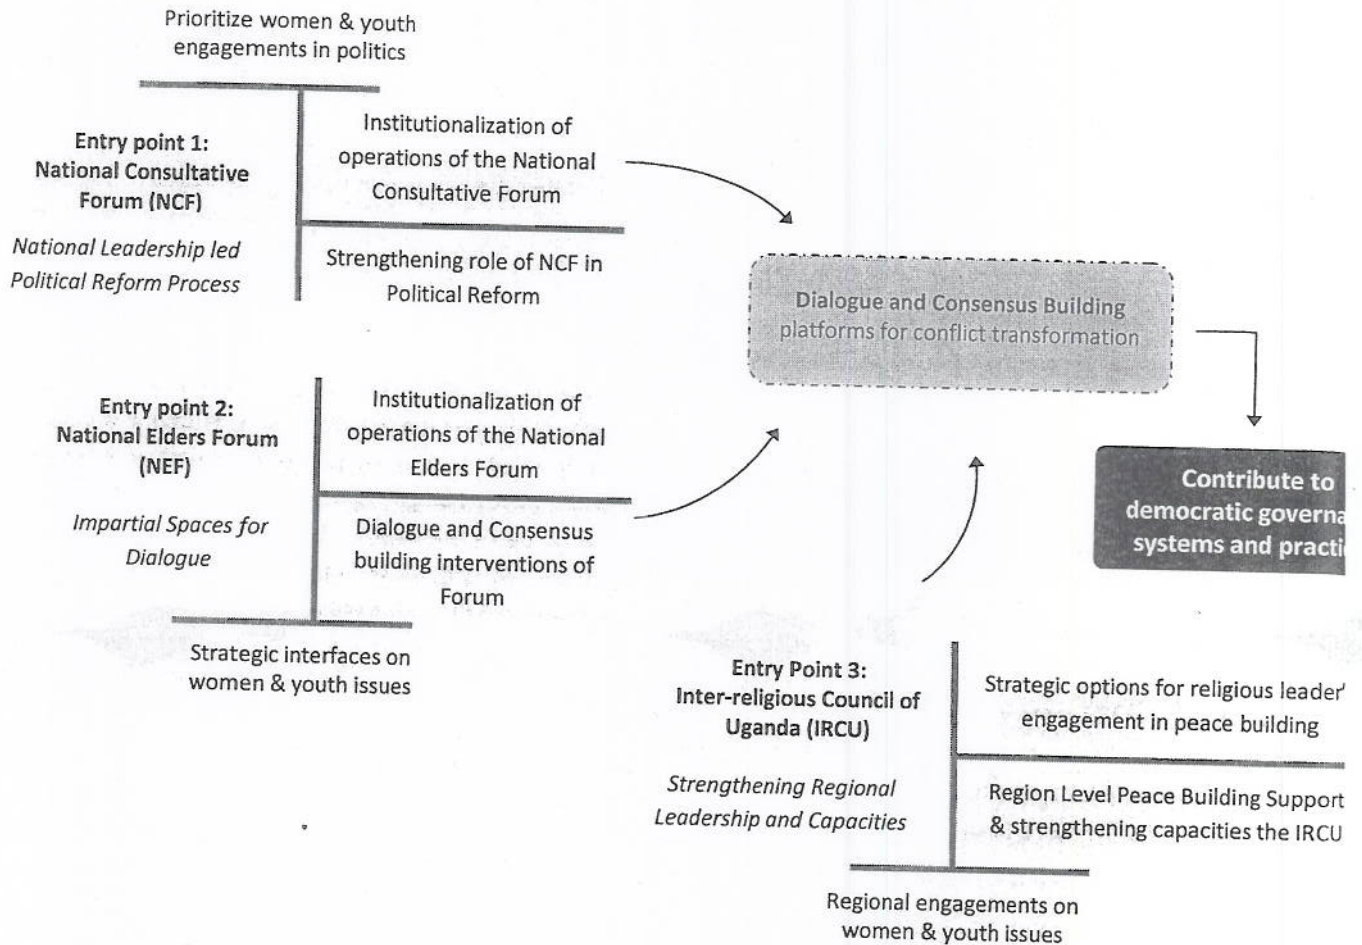 Prioritize women & youth
engagements in politics
Entry point 1:
National Consultative
Forum (NCF)
National Leadership led
Political Reform Process
Institutionalization of
operations of the National
Consultative Forum
Strengthening role of NCF in
Political Reform
Dialogue and Consensus Building
platforms for conflict transformation
Entry point 2:
National Elders Forum
(NEF)
Impartial Spaces for
Dialogue
Institutionalization of
operations of the National
Elders Forum
Dialogue and Consensus
building interventions of
Forum
Strategic interfaces on
women & youth issues
Contribute to
democratic governa
systems and practi
Entry Point 3:
Inter-religious Council of
Uganda (IRCU)
Strengthening Regional
Leadership and Capacities
Strategic options for religious leader'
engagement in peace building
Region Level Peace Building Support
& strengthening capacities the IRCU
Regional engagements on
women & youth issues